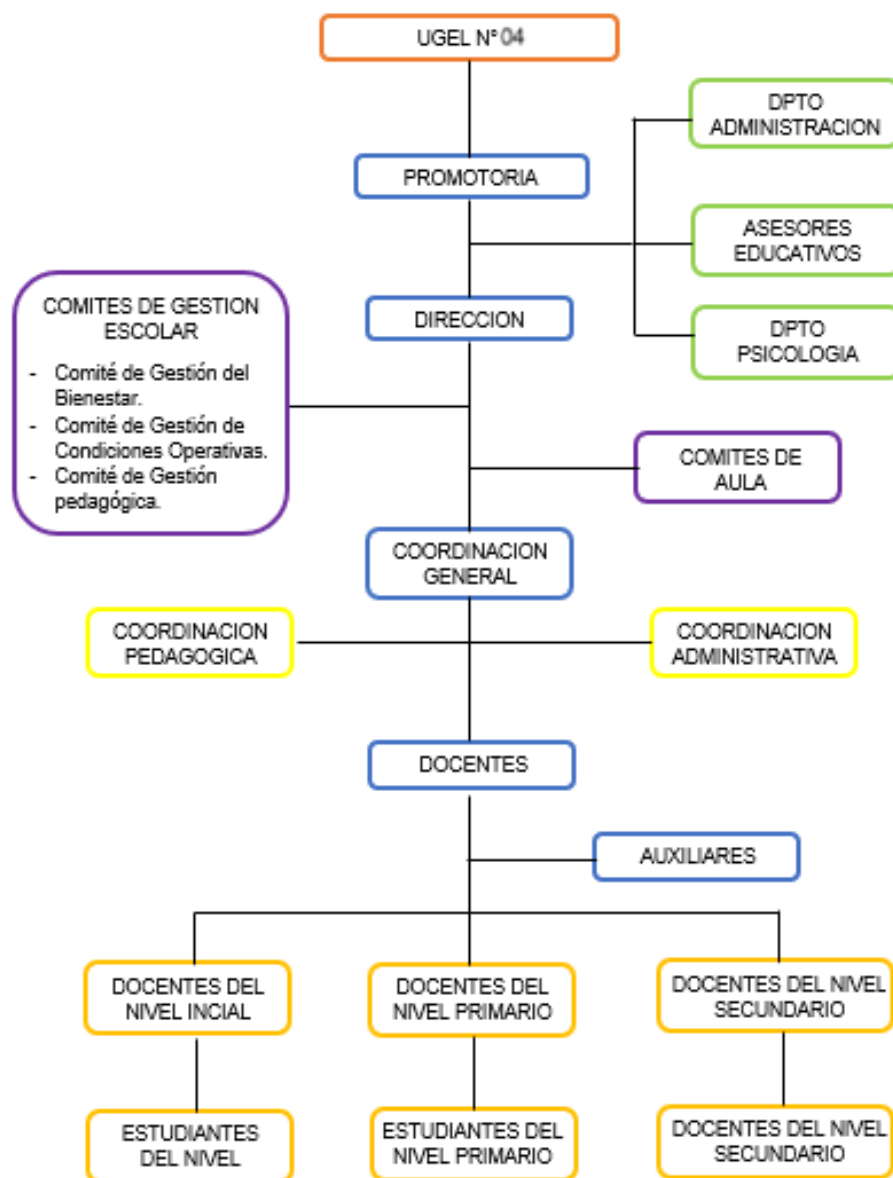 UGEL N° 04
DPTO
ADMINISTRACION
PROMOTORIA
ASESORES
EDUCATIVOS
COMITES DE GESTION
ESCOLAR
- Comité de Gestión del
Bienestar.
- Comité de Gestión de
Condiciones Operativas.
- Comité de Gestión
pedagógica.
DIRECCION
DPTO
PSICOLOGIA
COMITES DE
AULA
COORDINACION
GENERAL
COORDINACION
PEDAGOGICA
COORDINACION
ADMINISTRATIVA
DOCENTES
AUXILIARES
DOCENTES DEL
NIVEL INCIAL
DOCENTES DEL
NIVEL PRIMARIO
DOCENTES DEL NIVEL
SECUNDARIO
ESTUDIANTES
DEL NIVEL
ESTUDIANTES DEL
NIVEL PRIMARIO
DOCENTES DEL NIVEL
SECUNDARIO